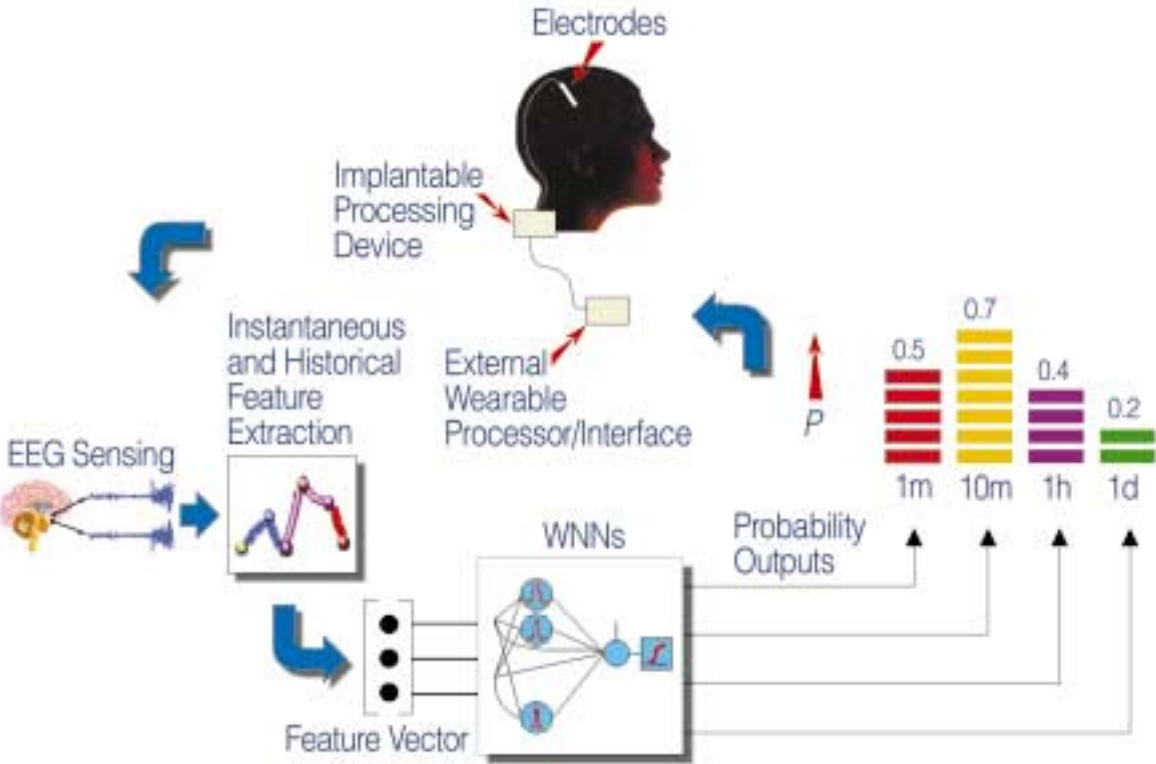 Electrodes
Implantable
Processing
Device
Instantaneous
and Historical
Feature
Extraction
External
Wearable
Processor/Interface
EEG Sensing
P
0.5
0.7
0.4
0.2
1m
10m
1h
1d
WNNs
Probability
Outputs
Feature Vector